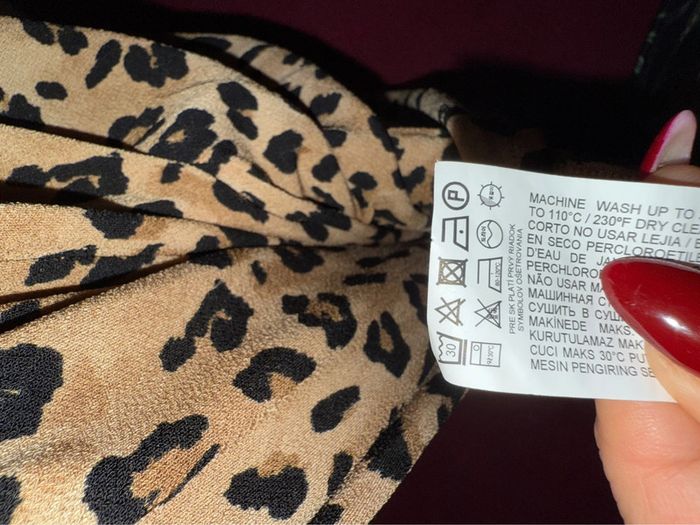 MACHINE WASH UP TO
TO 110°C / 230°F DRY CLE
CORTO NO USAR LEJIA /
EN SECO PERCLOROETIL
D'EAU DE JA
PERCHLOR
NÃO USAR MA
МАШИННАЯ С
СУШИТЬ В СУШ
MAKİNEDE MAKS.
KURUTULAMAZ MAK
CUCI MAKS 30°C PU
MESIN PENGIRING SE
PRE SK PLATÍ PRVÝ RIADOK
SYMBOLOV OŠETROVANIA
P
30